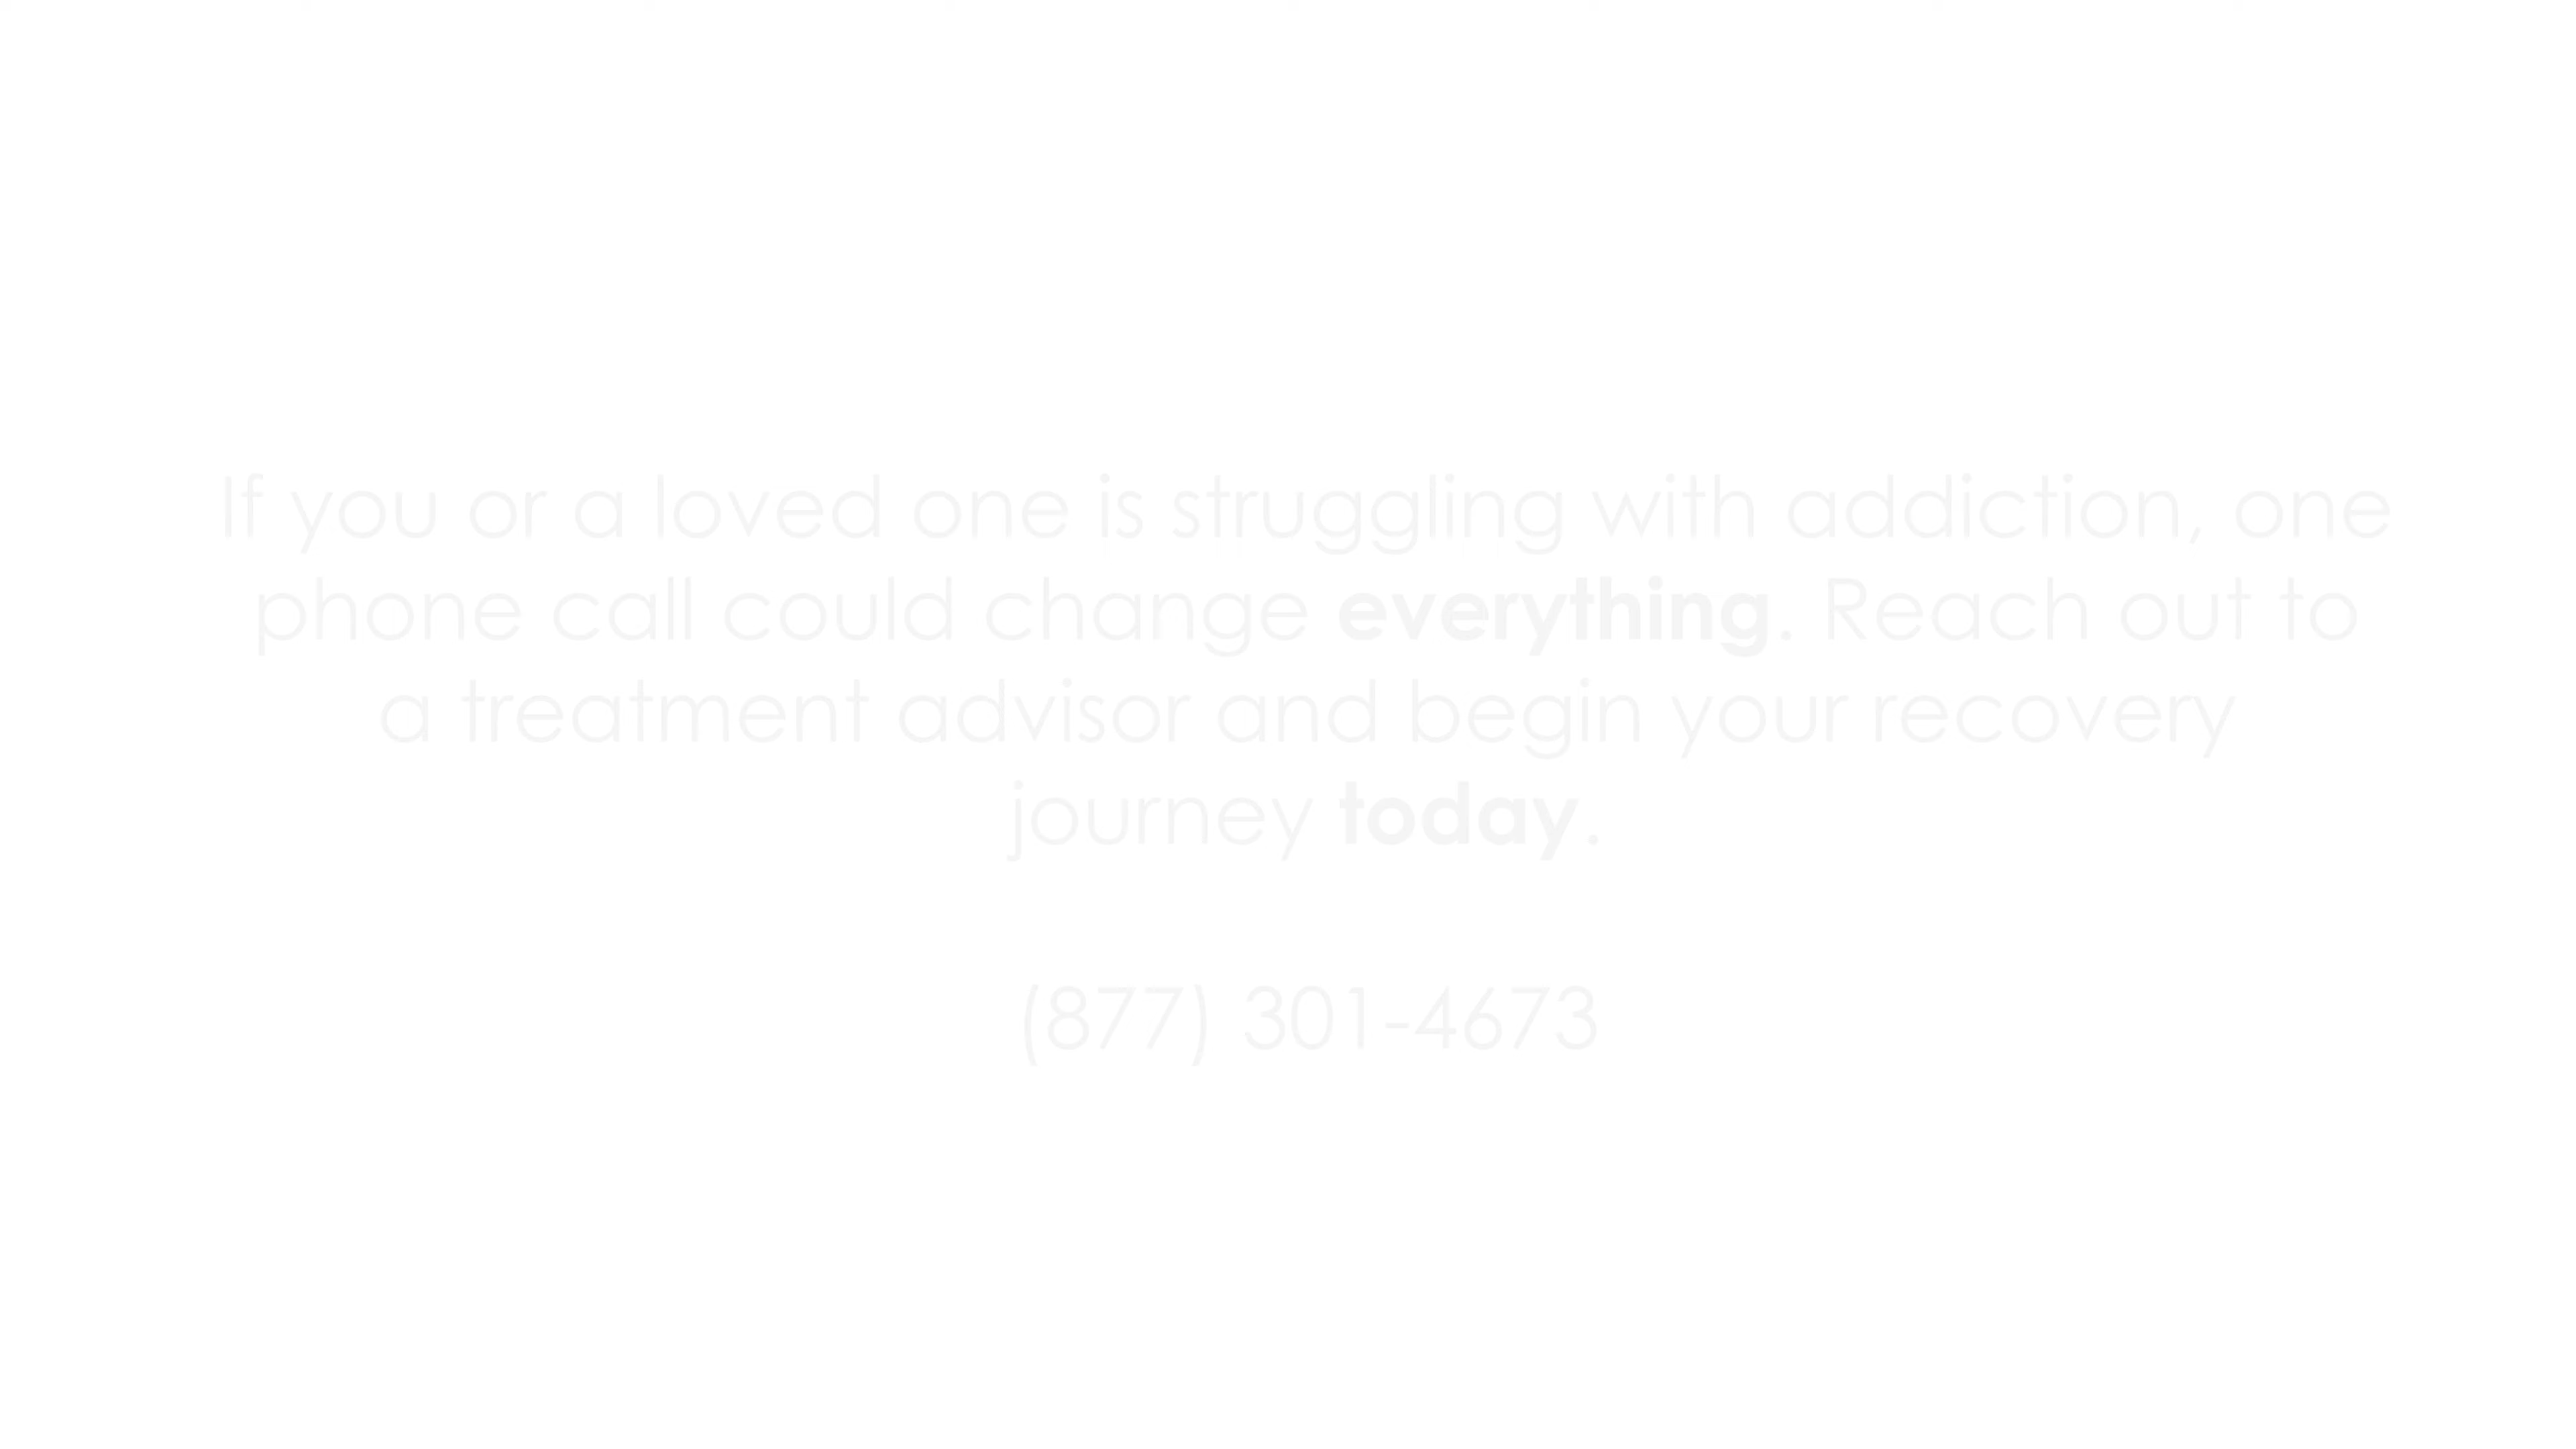 If you or a loved one is struggling with addiction, one
phone call could change everything. Reach out to
a treatment advisor and begin your recovery
journey today.
(877) 301-4673